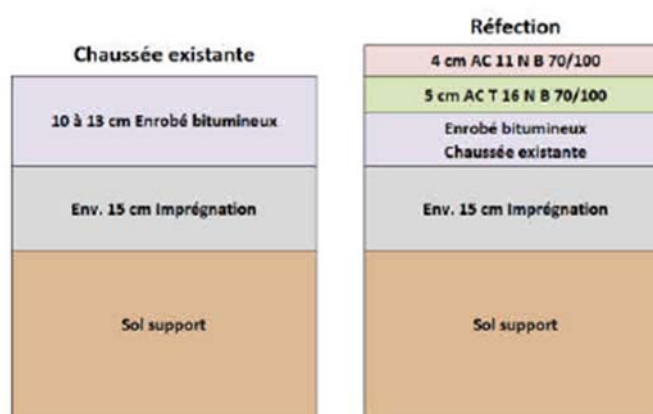 Chaussée existante
10 à 13 cm Enrobé bitumineux
Env. 15 cm Imprégnation
Sol support
Réfection
4 cm AC 11 N B 70/100
5 cm AC T 16 N B 70/100
Enrobé bitumineux
Chaussée existante
Env. 15 cm Imprégnation
Sol support